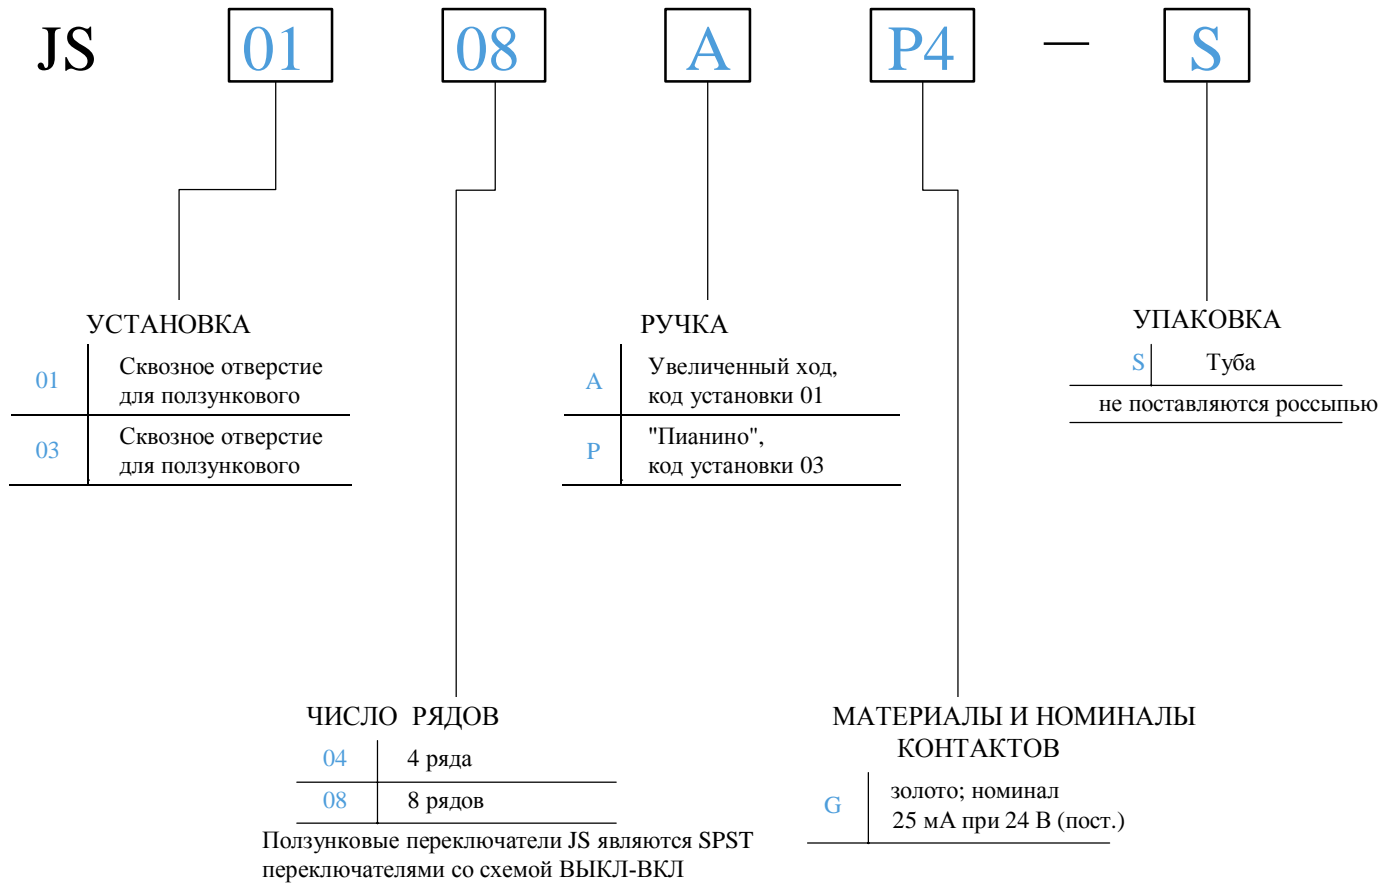 JS 01 08 A P4 — S
УСТАНОВКА
01 Сквозное отверстие
для ползункового
03 Сквозное отверстие
для ползункового
РУЧКА
A Увеличенный ход,
код установки 01
P "Пианино",
код установки 03
УПАКОВКА
S Туба
не поставляются россыпью
ЧИСЛО РЯДОВ
04 4 ряда
08 8 рядов
Ползунковые переключатели JS являются SPST
переключателями со схемой ВЫКЛ-ВКЛ
МАТЕРИАЛЫ И НОМИНАЛЫ
КОНТАКТОВ
G золото; номинал
25 мА при 24 В (пост.)